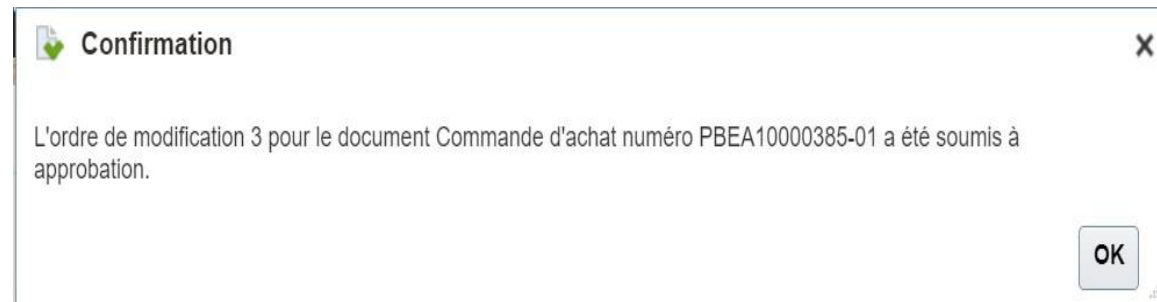 Confirmation
L'ordre de modification 3 pour le document Commande d'achat numéro PBEA10000385-01 a été soumis à
approbation.
OK